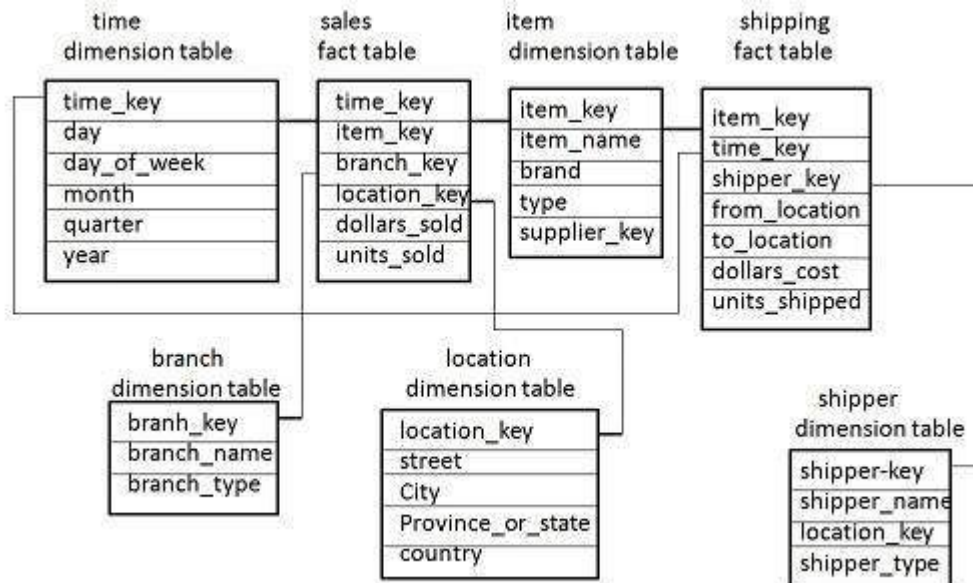 time
dimension table
time_key
day
day_of_week
month
quarter
year
sales
fact table
time_key
item_key
branch_key
location_key
dollars_sold
units_sold
item
dimension table
item_key
item_name
brand
type
supplier_key
shipping
fact table
item_key
time_key
shipper_key
from_location
to_location
dollars_cost
units_shipped
branch
dimension table
branh_key
branch_name
branch_type
location
dimension table
location_key
street
City
Province_or_state
country
shipper
dimension table
shipper-key
shipper_name
location_key
shipper_type